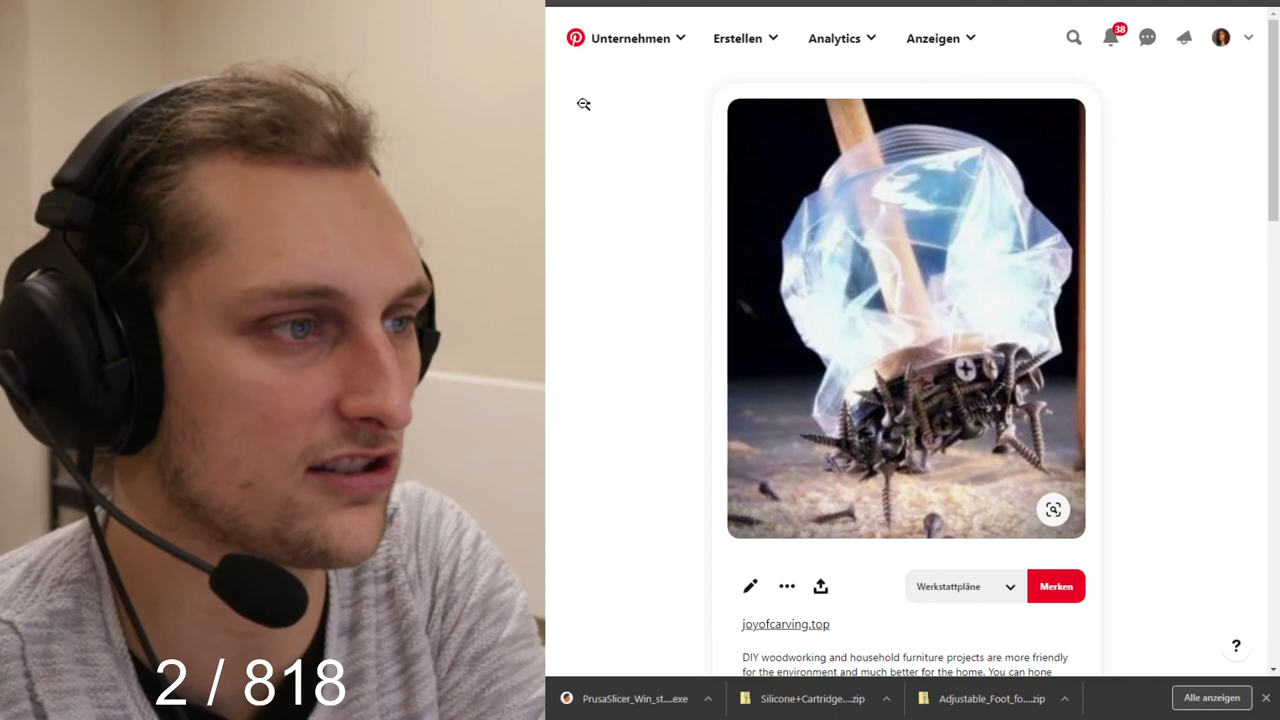 Unternehmen
Erstellen
Analytics
Anzeigen
38
Werkstattpläne
Merken
joyofcarving.top
DIY woodworking and household furniture projects are more friendly
for the environment and much better for the home. You can hone
?
2 / 818
PrusaSlicer_Win_st....exe
Silicone+Cartridge....zip
Adjustable_Foot_fo....zip
Alle anzeigen